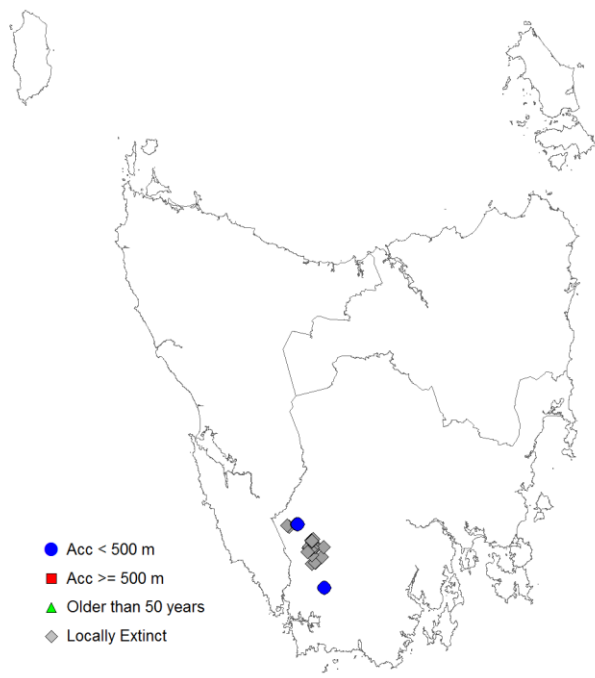 Acc < 500 m
Acc >= 500 m
Older than 50 years
Locally Extinct